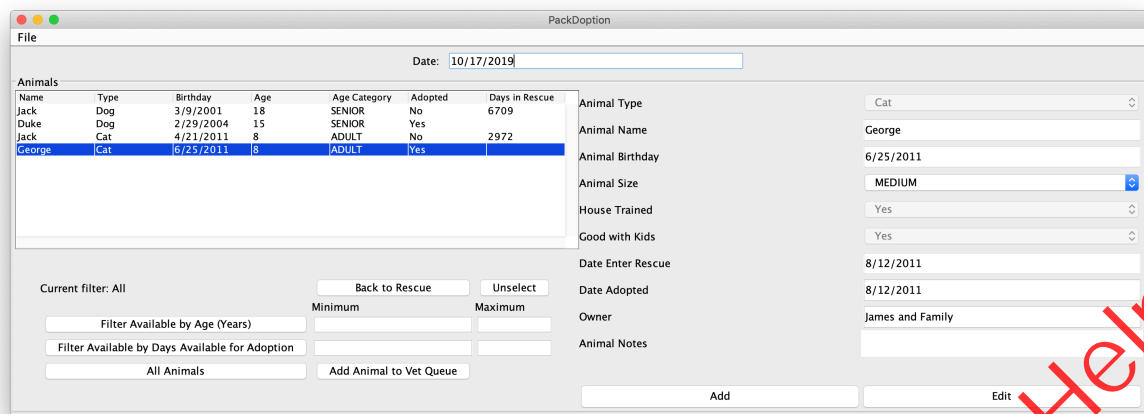 PackDoption
File
Date: 10/17/2019
Animals
Name Type Birthday Age Age Category Adopted Days in Rescue
Jack Dog 3/9/2001 18 SENIOR No 6709
Duke Dog 2/29/2004 15 SENIOR Yes
Jack Cat 4/21/2011 8 ADULT No 2972
George Cat 6/25/2011 8 ADULT Yes
Current filter: All
Back to Rescue Unselect
Minimum Maximum
Filter Available by Age (Years)
Filter Available by Days Available for Adoption
All Animals Add Animal to Vet Queue
Animal Type Cat
Animal Name George
Animal Birthday 6/25/2011
Animal Size MEDIUM
House Trained Yes
Good with Kids Yes
Date Enter Rescue 8/12/2011
Date Adopted 8/12/2011
Owner James and Family
Animal Notes
Add Edit